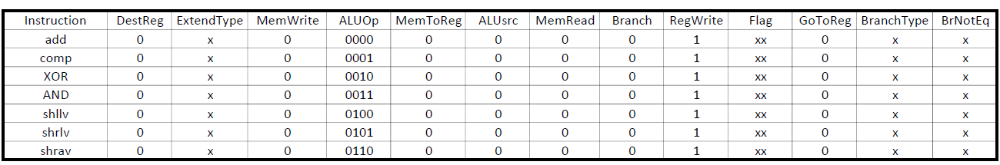 Instruction DestReg ExtendType MemWrite ALUOp MemToReg ALUsrc MemRead Branch RegWrite Flag GoToReg BranchType BrNotEq
add 0 x 0 0000 0 0 0 0 1 xx 0 x x
comp 0 x 0 0001 0 0 0 0 1 xx 0 x x
XOR 0 x 0 0010 0 0 0 0 1 xx 0 x x
AND 0 x 0 0011 0 0 0 0 1 xx 0 x x
shllv 0 x 0 0100 0 0 0 0 1 xx 0 x x
shrlv 0 x 0 0101 0 0 0 0 1 xx 0 x x
shrav 0 x 0 0110 0 0 0 0 1 xx 0 x x